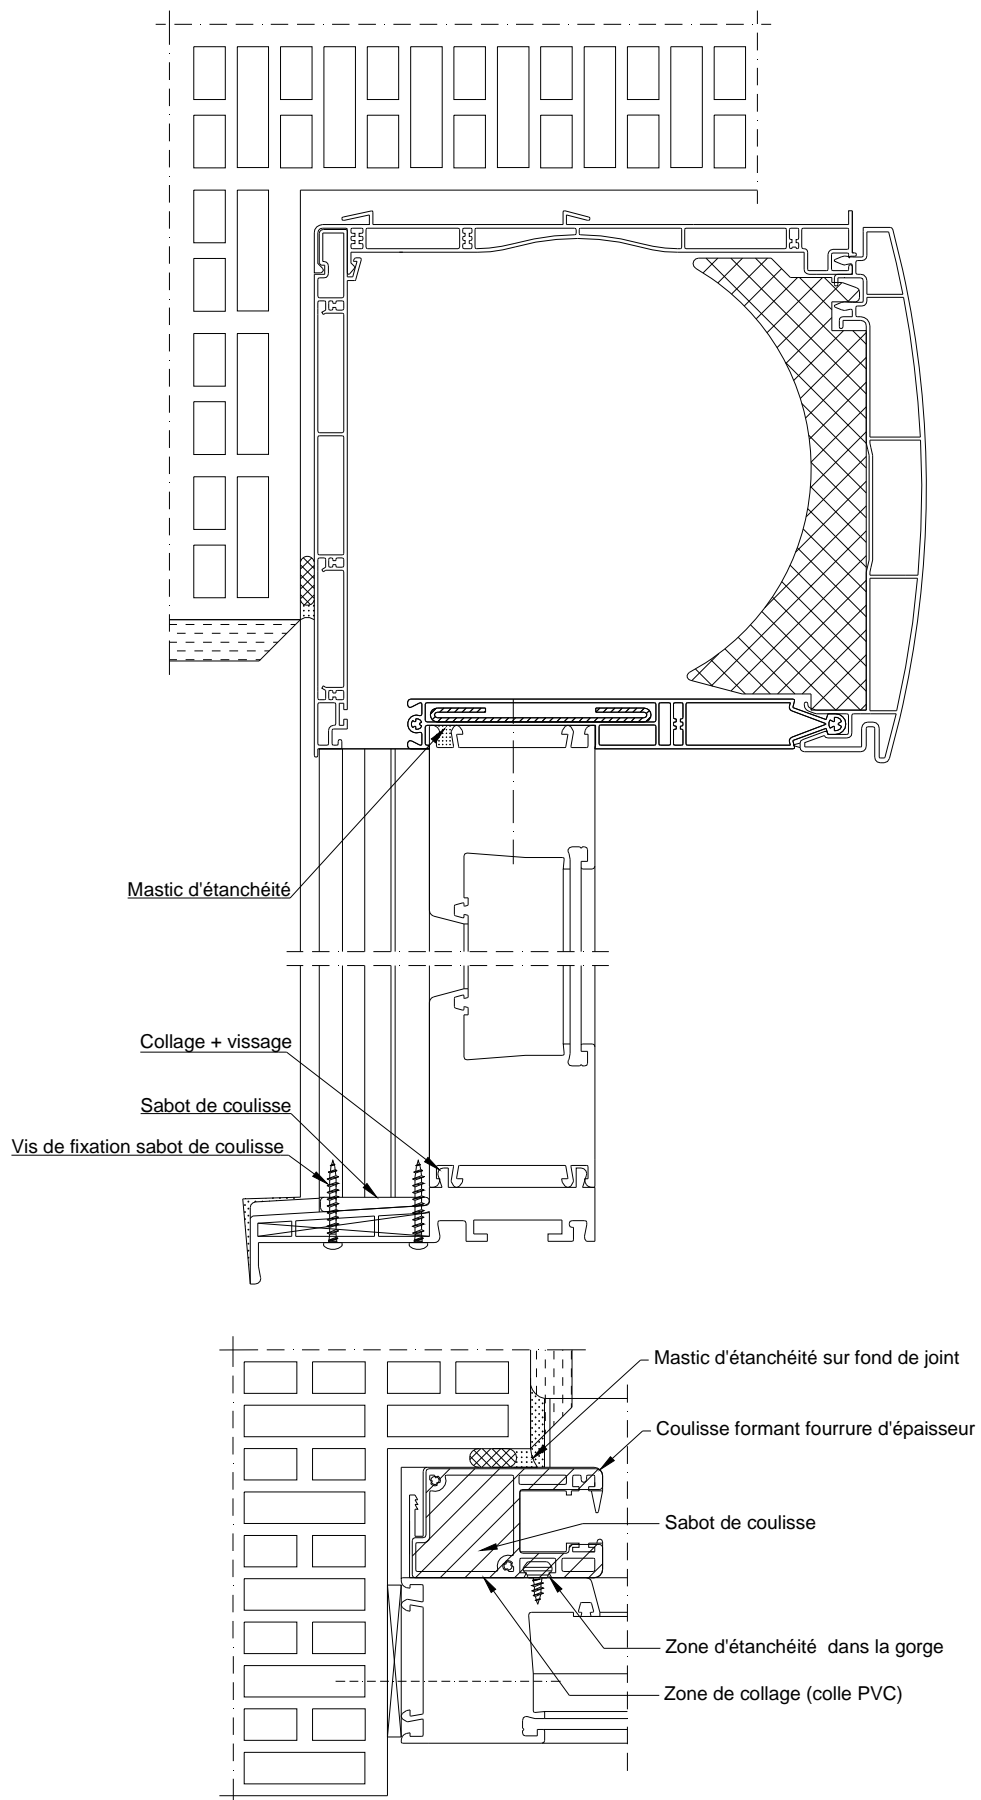 Mastic d'étanchéité
Collage + vissage
Sabot de coulisse
Vis de fixation sabot de coulisse
Mastic d'étanchéité sur fond de joint
Coulisse formant fourrure d'épaisseur
Sabot de coulisse
Zone d'étanchéité  dans la gorge
Zone de collage (colle PVC)